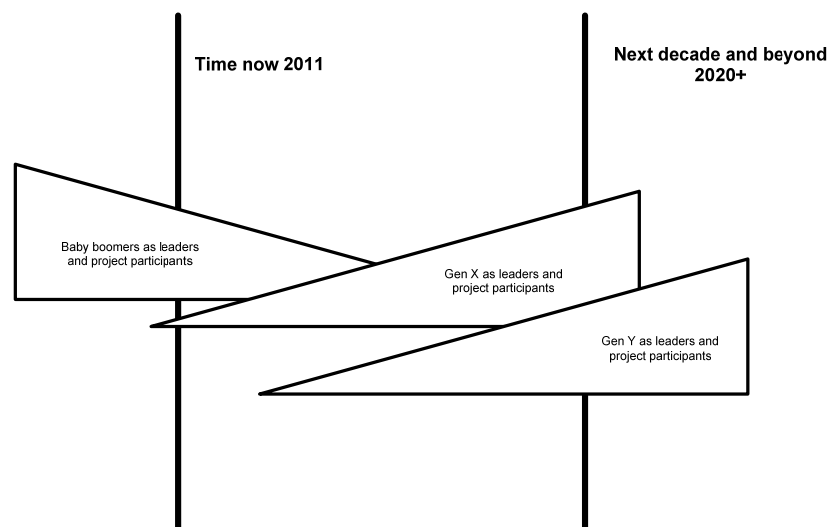 Time now 2011
Next decade and beyond
2020+
Baby boomers as leaders
and project participants
Gen X as leaders and
project participants
Gen Y as leaders and
project participants